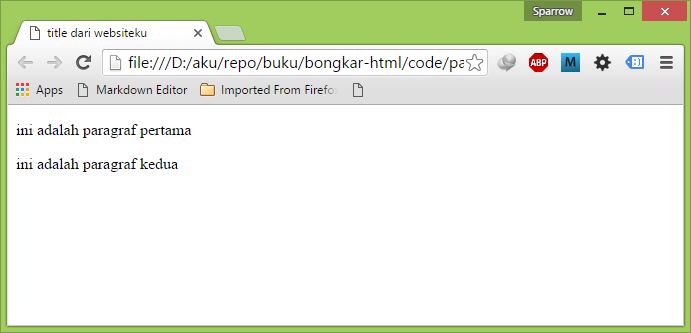 Sparrow
title dari websiteku
file:///D:/aku/repo/buku/bongkar-html/code/pa
ABP
M
Apps Markdown Editor Imported From Firefo
ini adalah paragraf pertama
ini adalah paragraf kedua